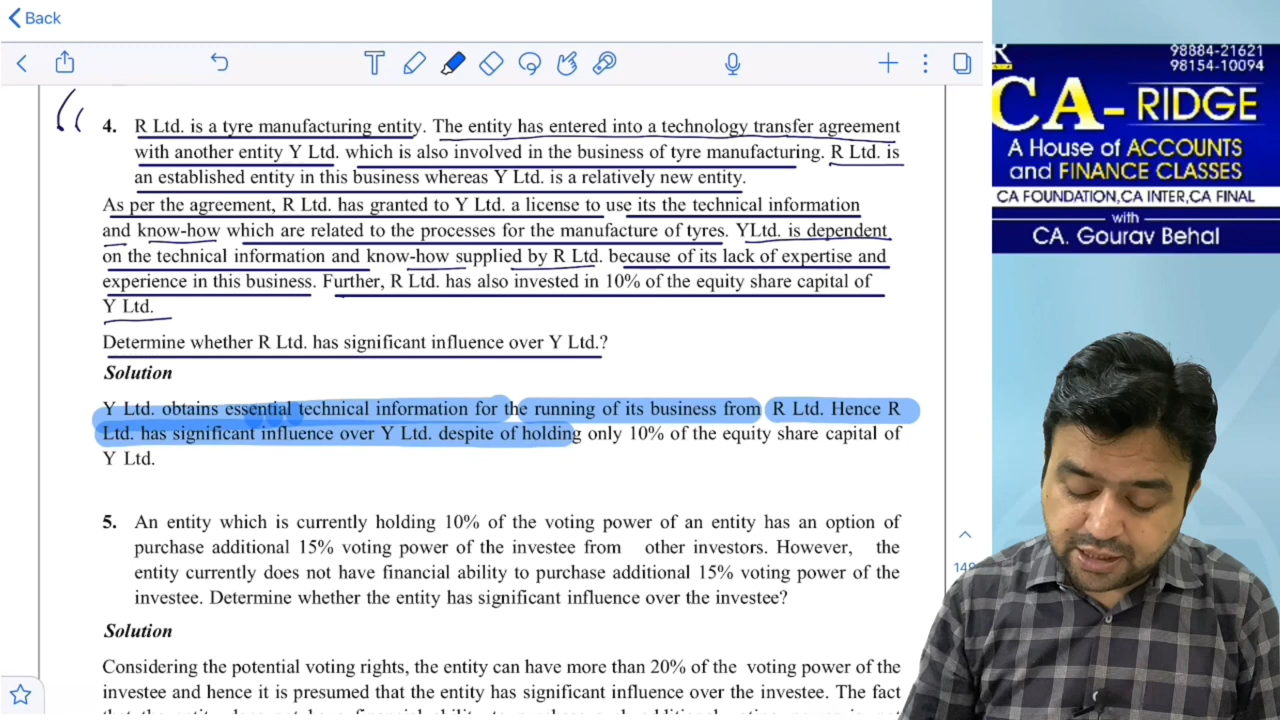 Back
98884-21621
98154-10094
R
CA- RIDGE
A House of ACCOUNTS
and FINANCE CLASSES
CA FOUNDATION,CA INTER,CA FINAL
with
CA. Gourav Behal
4. R Ltd. is a tyre manufacturing entity. The entity has entered into a technology transfer agreement
with another entity Y Ltd. which is also involved in the business of tyre manufacturing. R Ltd. is
an established entity in this business whereas Y Ltd. is a relatively new entity.
As per the agreement, R Ltd. has granted to Y Ltd. a license to use its the technical information
and know-how which are related to the processes for the manufacture of tyres. YLtd. is dependent
on the technical information and know-how supplied by R Ltd. because of its lack of expertise and
experience in this business. Further, R Ltd. has also invested in 10% of the equity share capital of
Y Ltd.
Determine whether R Ltd. has significant influence over Y Ltd.?
Solution
Y Ltd. obtains essential technical information for the running of its business from R Ltd. Hence R
Ltd. has significant influence over Y Ltd. despite of holding only 10% of the equity share capital of
Y Ltd.
5. An entity which is currently holding 10% of the voting power of an entity has an option of
purchase additional 15% voting power of the investee from other investors. However, the
entity currently does not have financial ability to purchase additional 15% voting power of the
investee. Determine whether the entity has significant influence over the investee?
Solution
Considering the potential voting rights, the entity can have more than 20% of the voting power of the
investee and hence it is presumed that the entity has significant influence over the investee. The fact